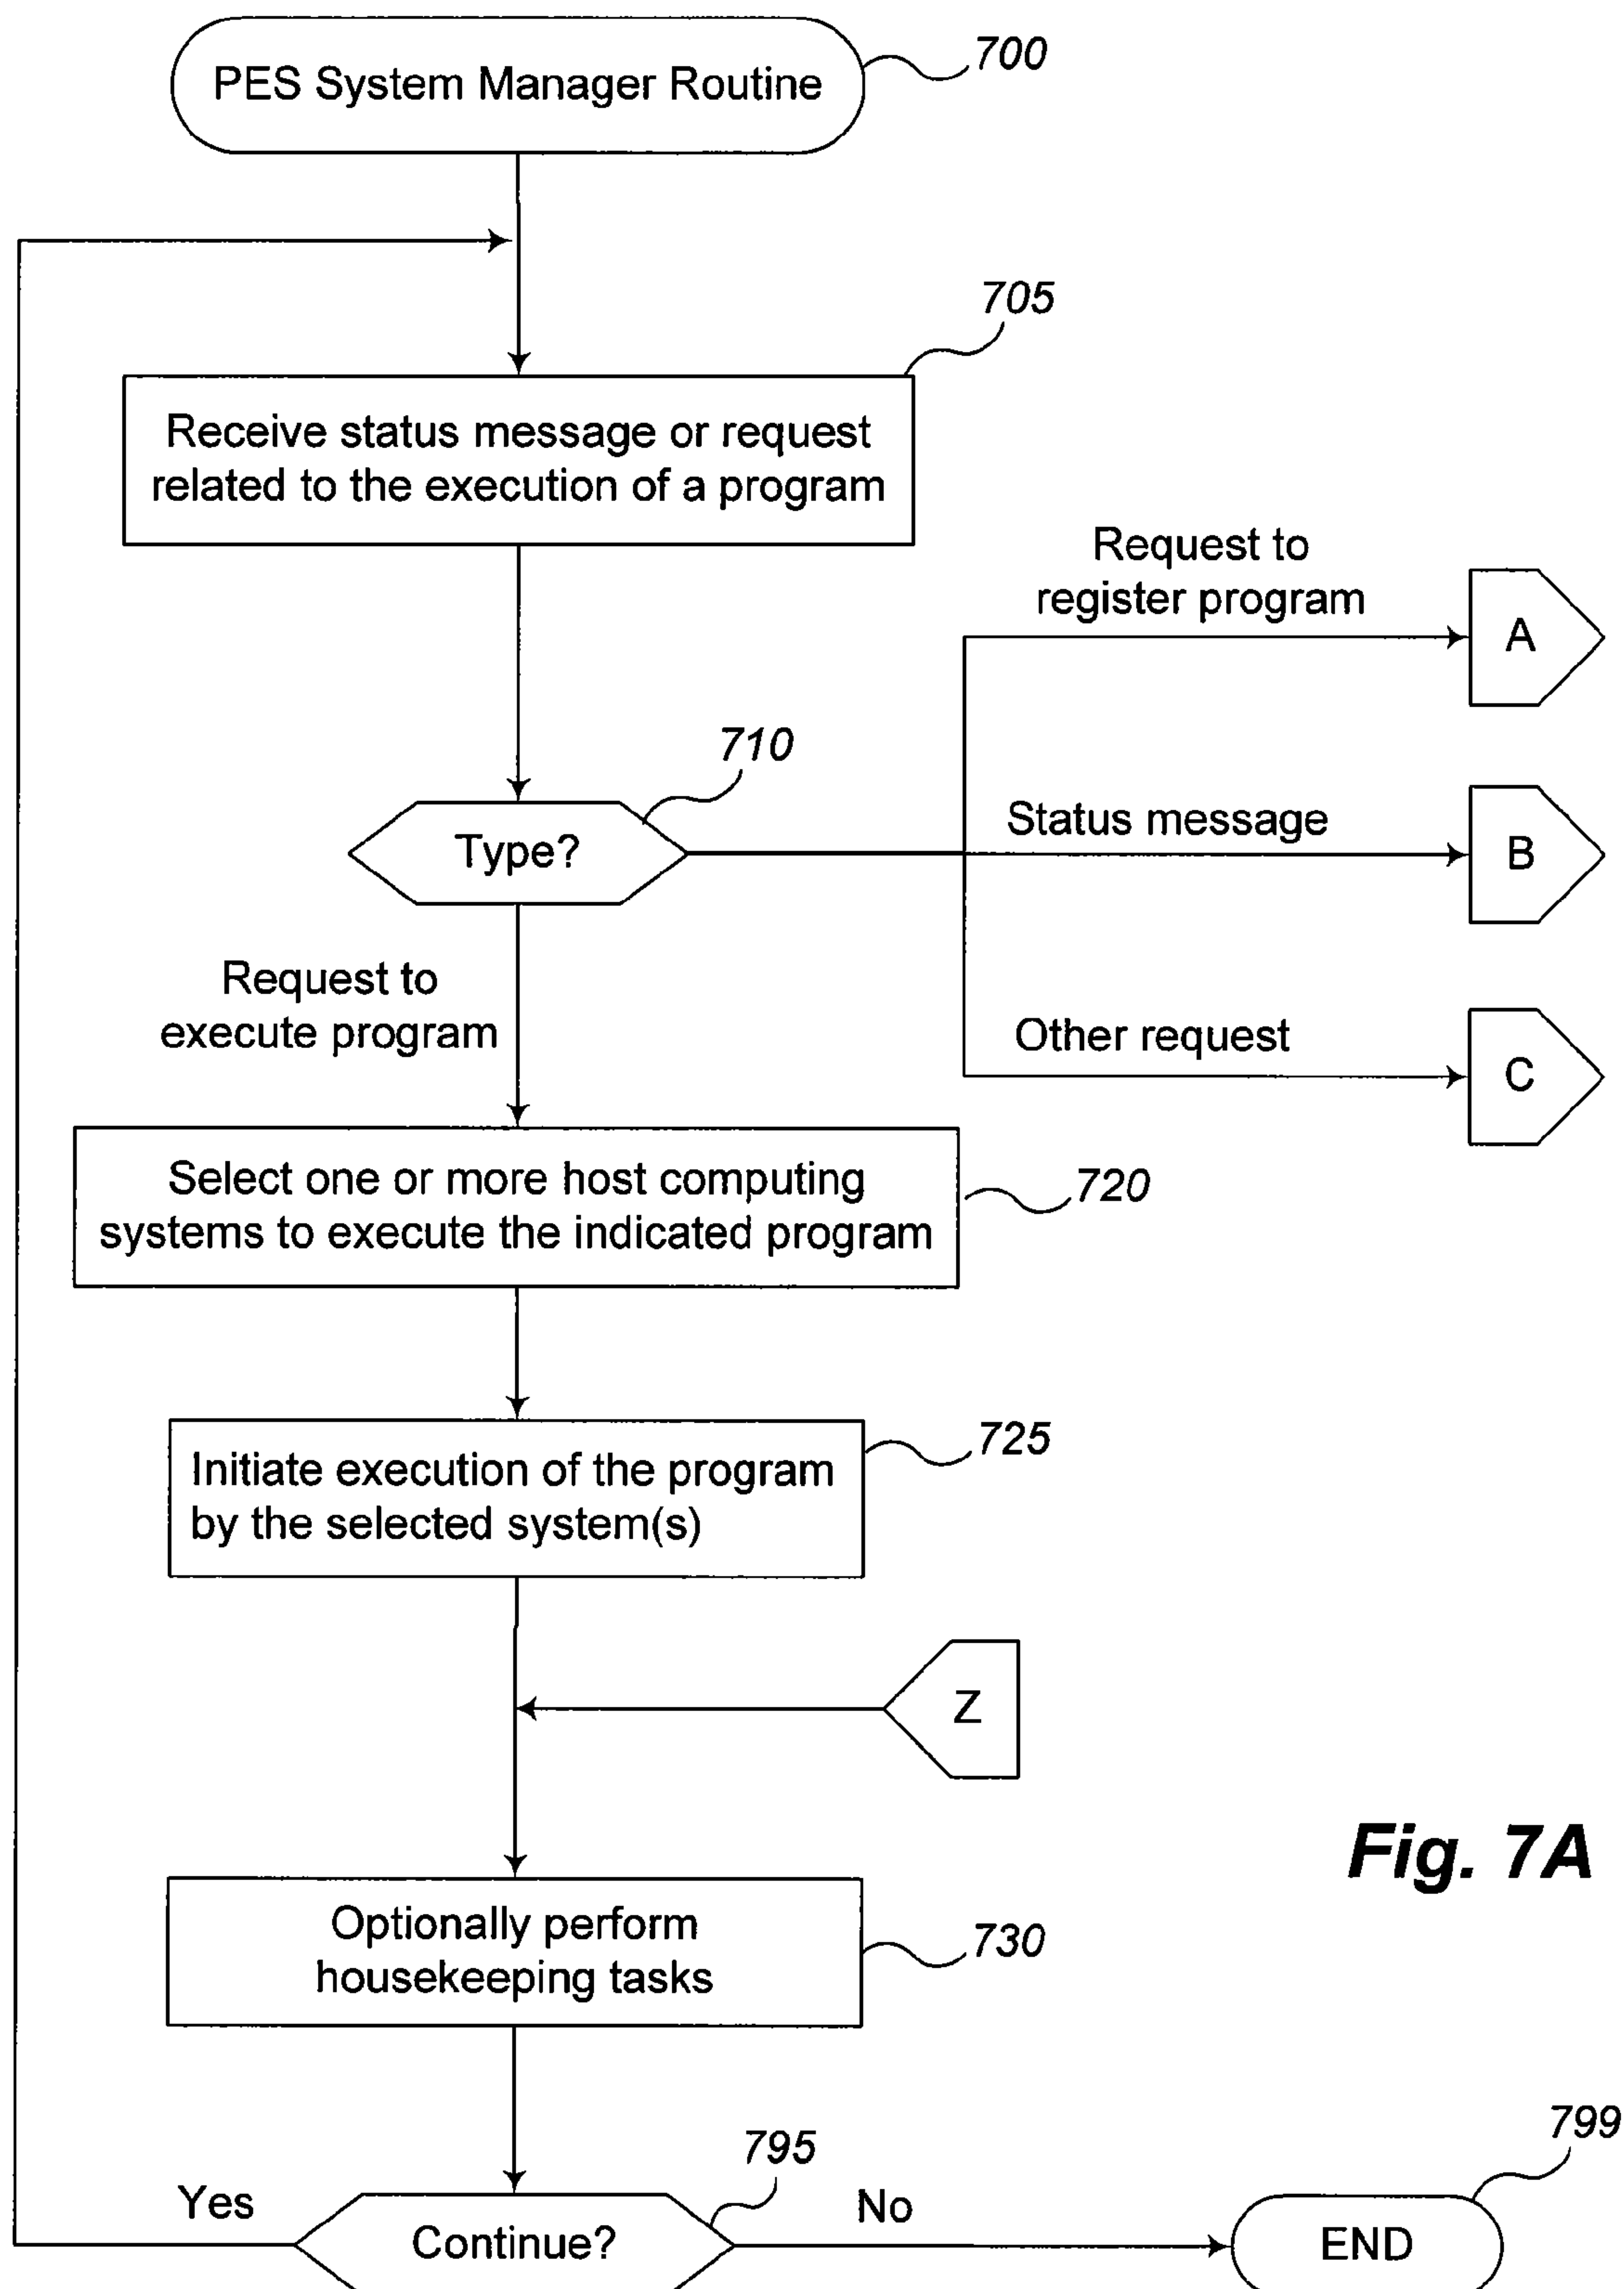 PES System Manager Routine
700
705
Receive status message or request
related to the execution of a program
Request to
register program
A
710
Type?
Status message
B
Request to
execute program
Other request
C
Select one or more host computing
systems to execute the indicated program
720
Initiate execution of the program
by the selected system(s)
725
Z
Fig. 7A
Optionally perform
housekeeping tasks
730
795
799
Yes
Continue?
No
END